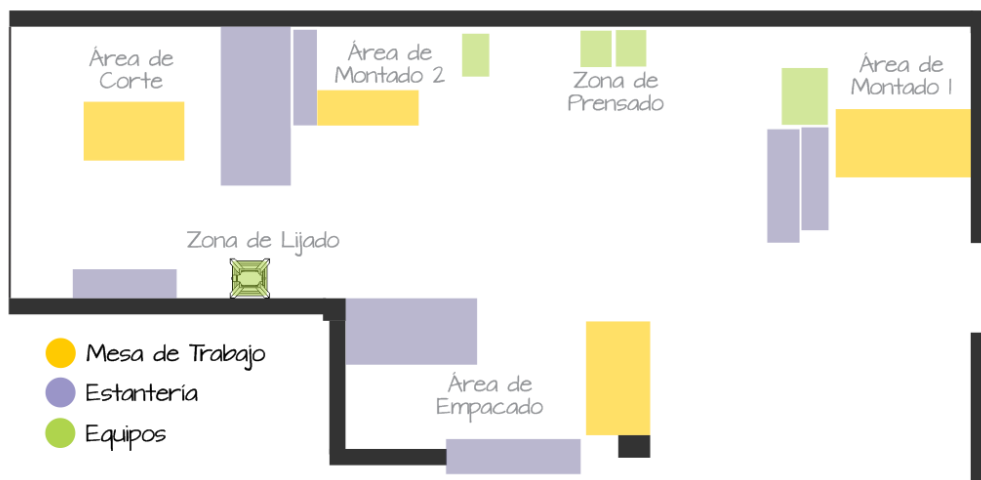 Área de
Corte
Área de
Montado 2
Zona de
Prensado
Área de
Montado 1
Zona de Lijado
Área de
Empacado
Mesa de Trabajo
Estantería
Equipos